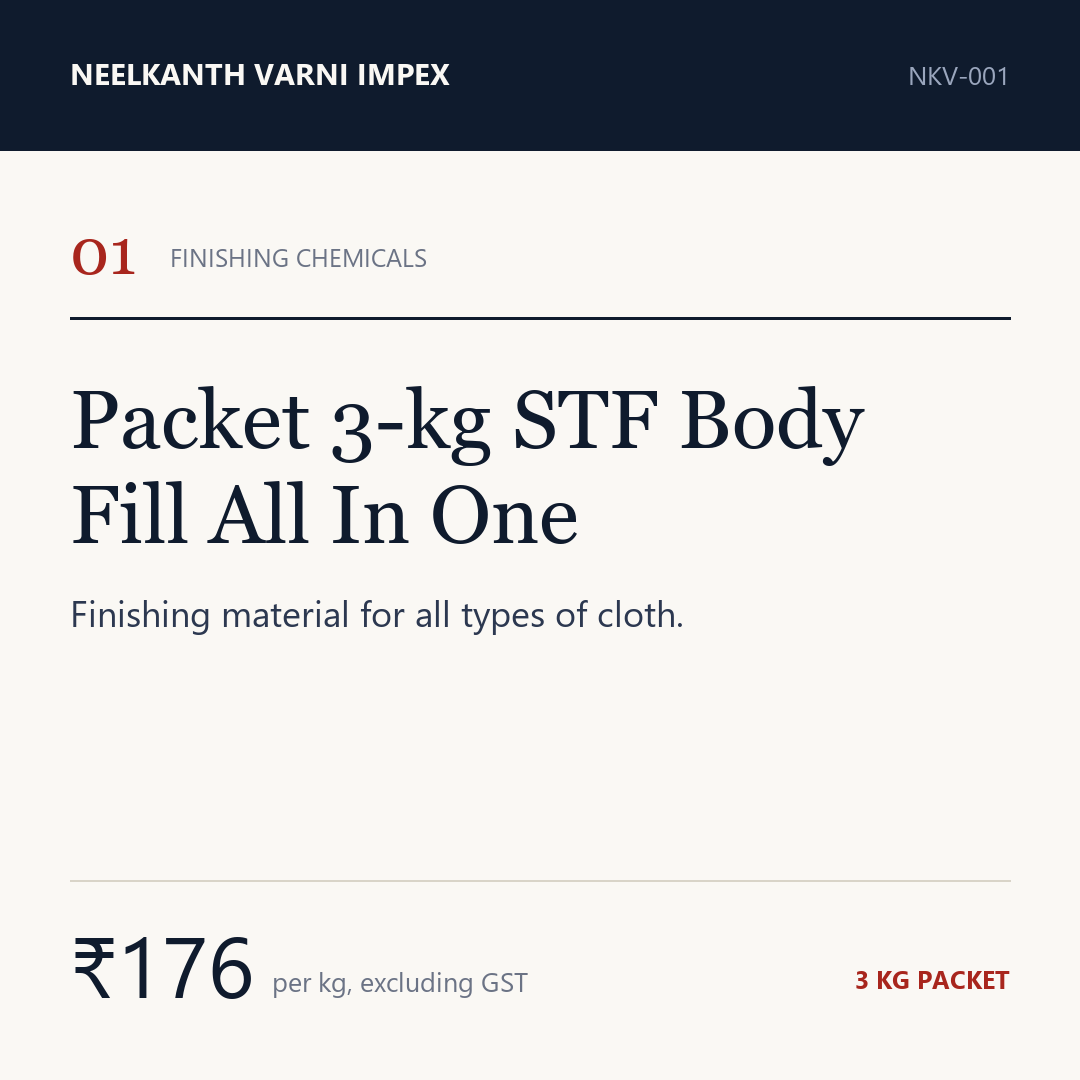 NEELKANTH VARNI IMPEX
NKV-001
01
FINISHING CHEMICALS
Packet 3-kg STF Body
Fill All In One
Finishing material for all types of cloth.
₹176
per kg, excluding GST
3 KG PACKET